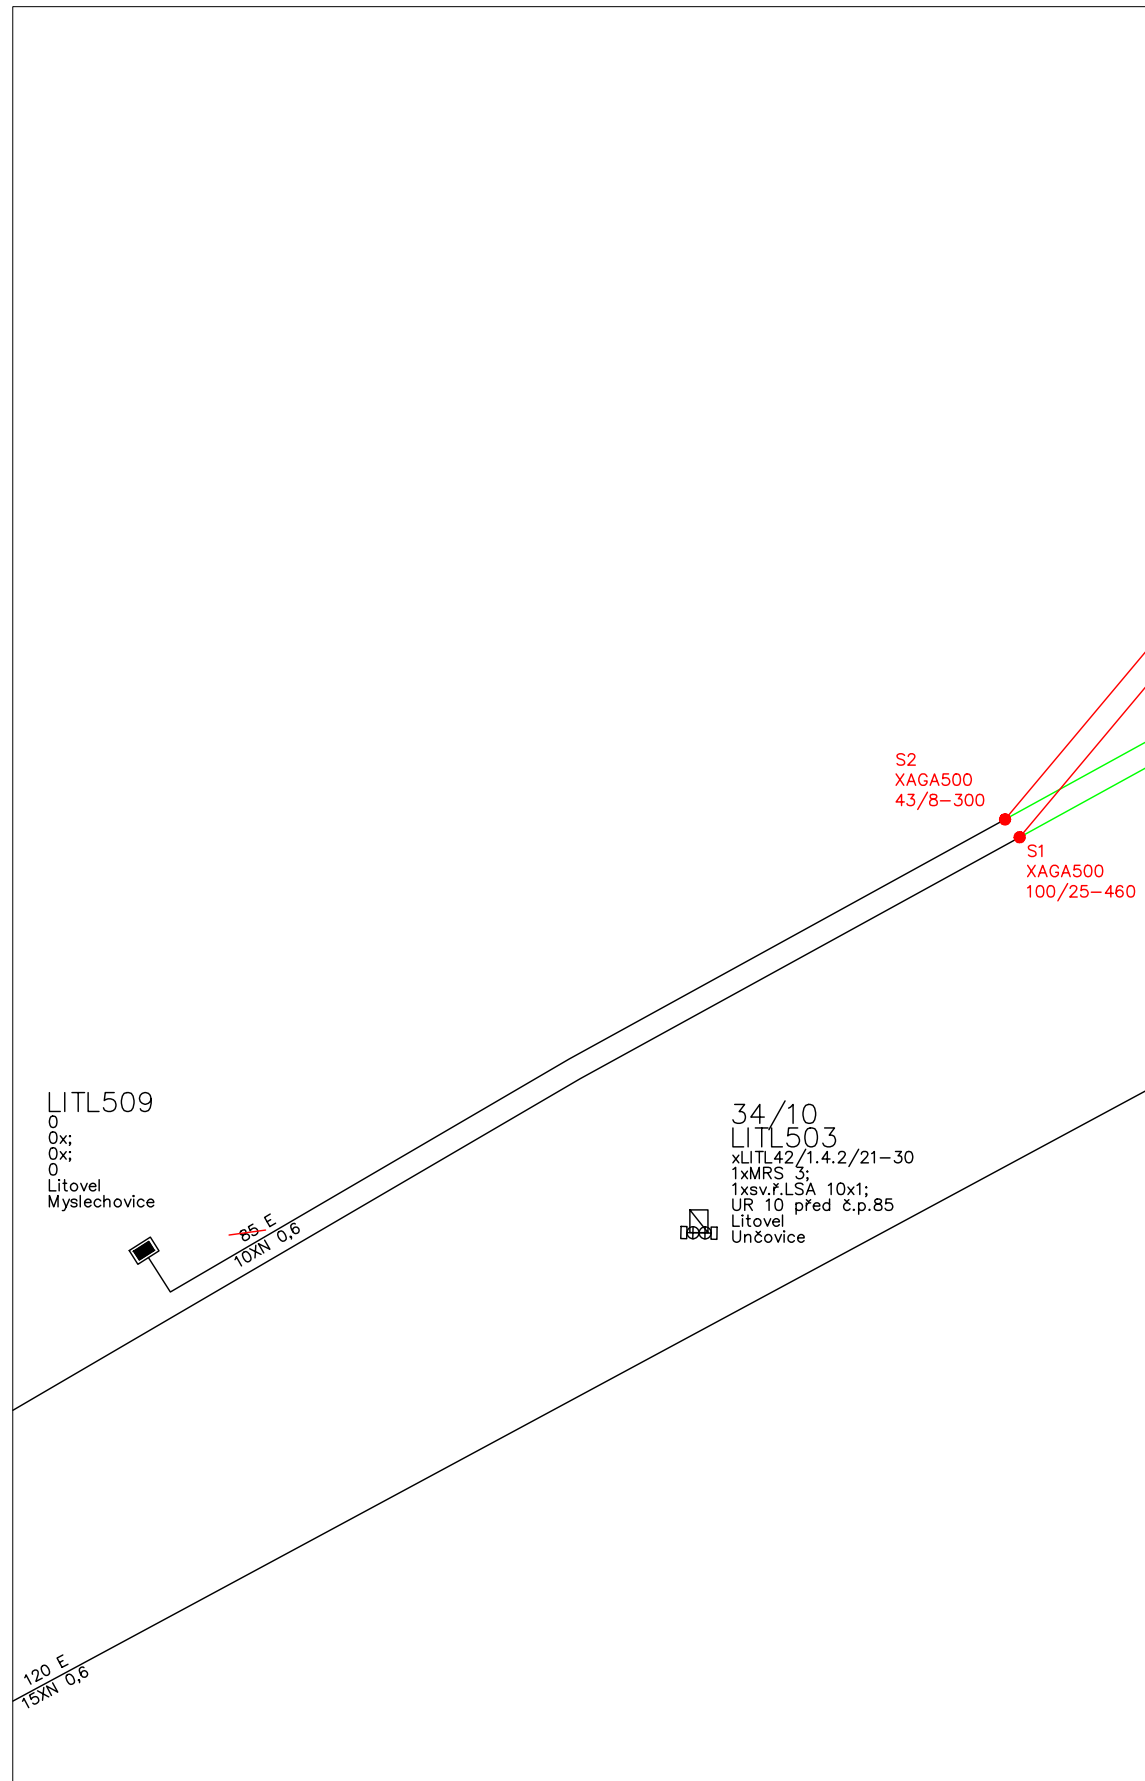 S2
XAGA500
43/8-300
S1
XAGA500
100/25-460
LITL509
0
0x;
0x;
0
Litovel
Myslechovice
34/10
LITL503
xLITL42/1.4.2/21-30
1xMRS 3;
1xsv.ř.LSA 10x1;
UR 10 před č.p.85
Litovel
Unčovice
85 E
10XN 0,6
120 E
15XN 0,6